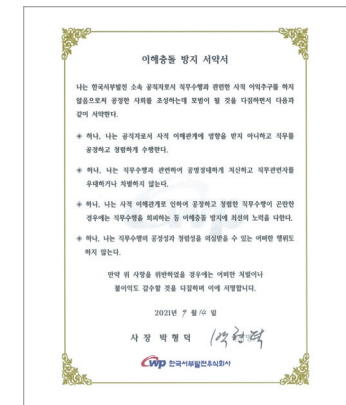 이해충돌 방지 서약서
나는 한국서부발전 소속 공직자로서 직무수행과 관련한 사적 이익추구를 하지
않음으로써 공정한 사회를 조성하는데 모범이 될 것을 다짐하면서 다음과
같이 서약한다.
※ 하나, 나는 공직자로서 사적 이해관계에 영향을 받지 아니하고 직무를
공정하고 청렴하게 수행한다.
※ 하나, 나는 직무수행과 관련하여 공명정대하게 처신하고 직무관련자를
우대하거나 차별하지 않는다.
※ 하나, 나는 사적 이해관계로 인하여 공정하고 청렴한 직무수행이 곤란한
경우에는 직무수행을 회피하는 등 이해충돌 방지에 최선의 노력을 다한다.
※ 하나, 나는 직무수행의 공정성과 청렴성을 의심받을 수 있는 어떠한 행위도
하지 않는다.
만약 위 사항을 위반하였을 경우에는 어떠한 처벌이나
불이익도 감수할 것을 다짐하며 이에 서명합니다.
2021년 9 월 14 일
사 장 박 형 덕 박형덕
WP 한국서부발전주식회사